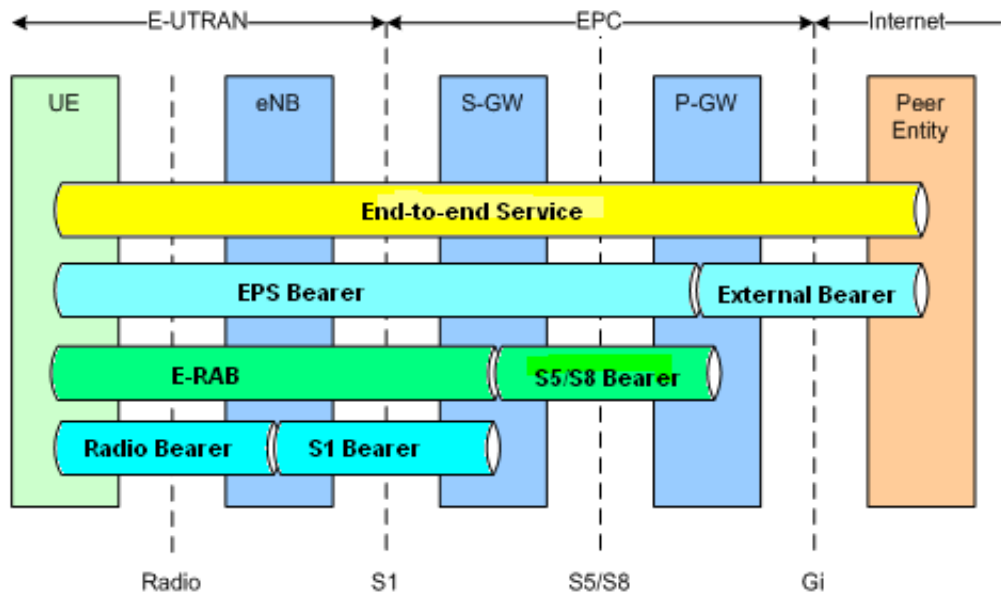 E-UTRAN EPC Internet
UE eNB S-GW P-GW Peer
Entity
End-to-end Service
EPS Bearer External Bearer
E-RAB S5/S8 Bearer
Radio Bearer S1 Bearer
Radio S1 S5/S8 Gi